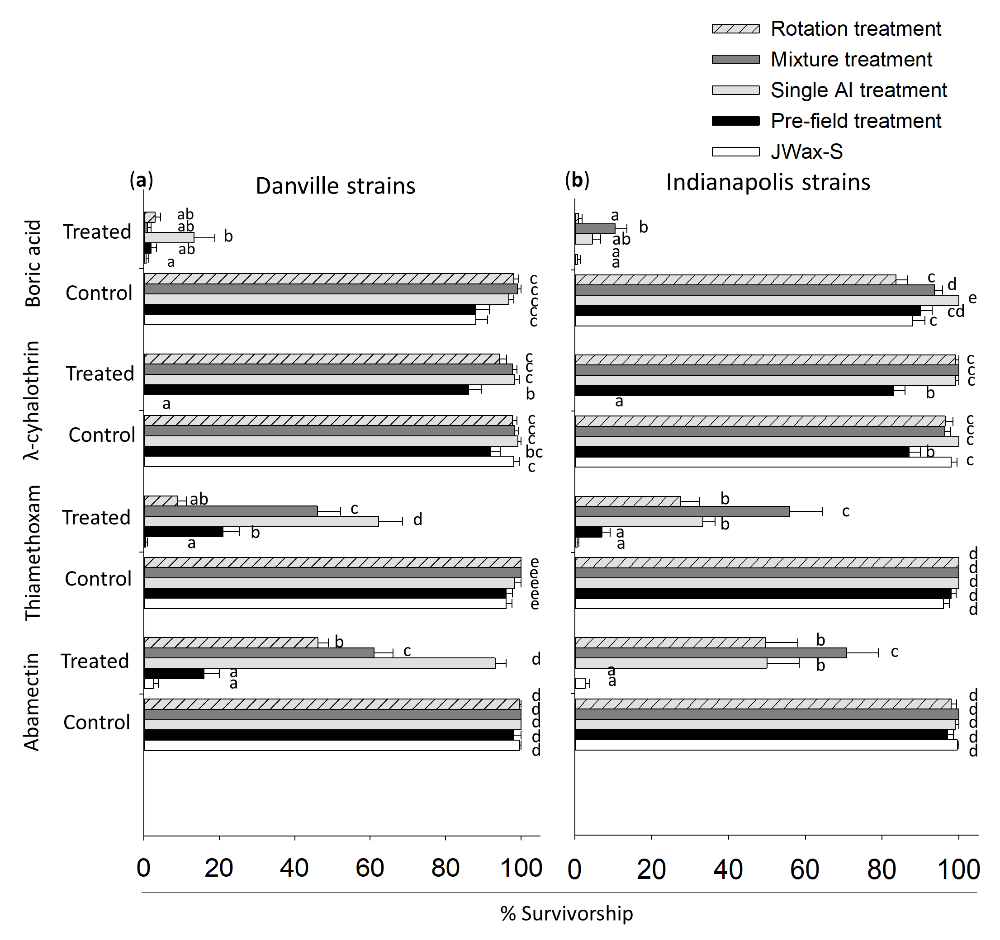 Rotation treatment
Mixture treatment
Single AI treatment
Pre-field treatment
JWax-S
(a) Danville strains
Boric acid
Treated
ab
ab
b
ab
a
Control
c
c
c
c
c
λ-cyhalothrin
Treated
c
c
c
b
a
Control
c
c
c
bc
c
Thiamethoxam
Treated
ab
c
d
b
a
Control
e
e
e
e
e
Abamectin
Treated
b
c
d
a
a
Control
d
d
d
d
d
0 20 40 60 80 100
(b) Indianapolis strains
a
b
ab
a
a
c
d
e
cd
c
c
c
c
b
a
c
c
c
b
c
b
c
b
a
a
d
d
d
d
d
b
c
b
a
a
d
d
d
d
d
0 20 40 60 80 100
% Survivorship